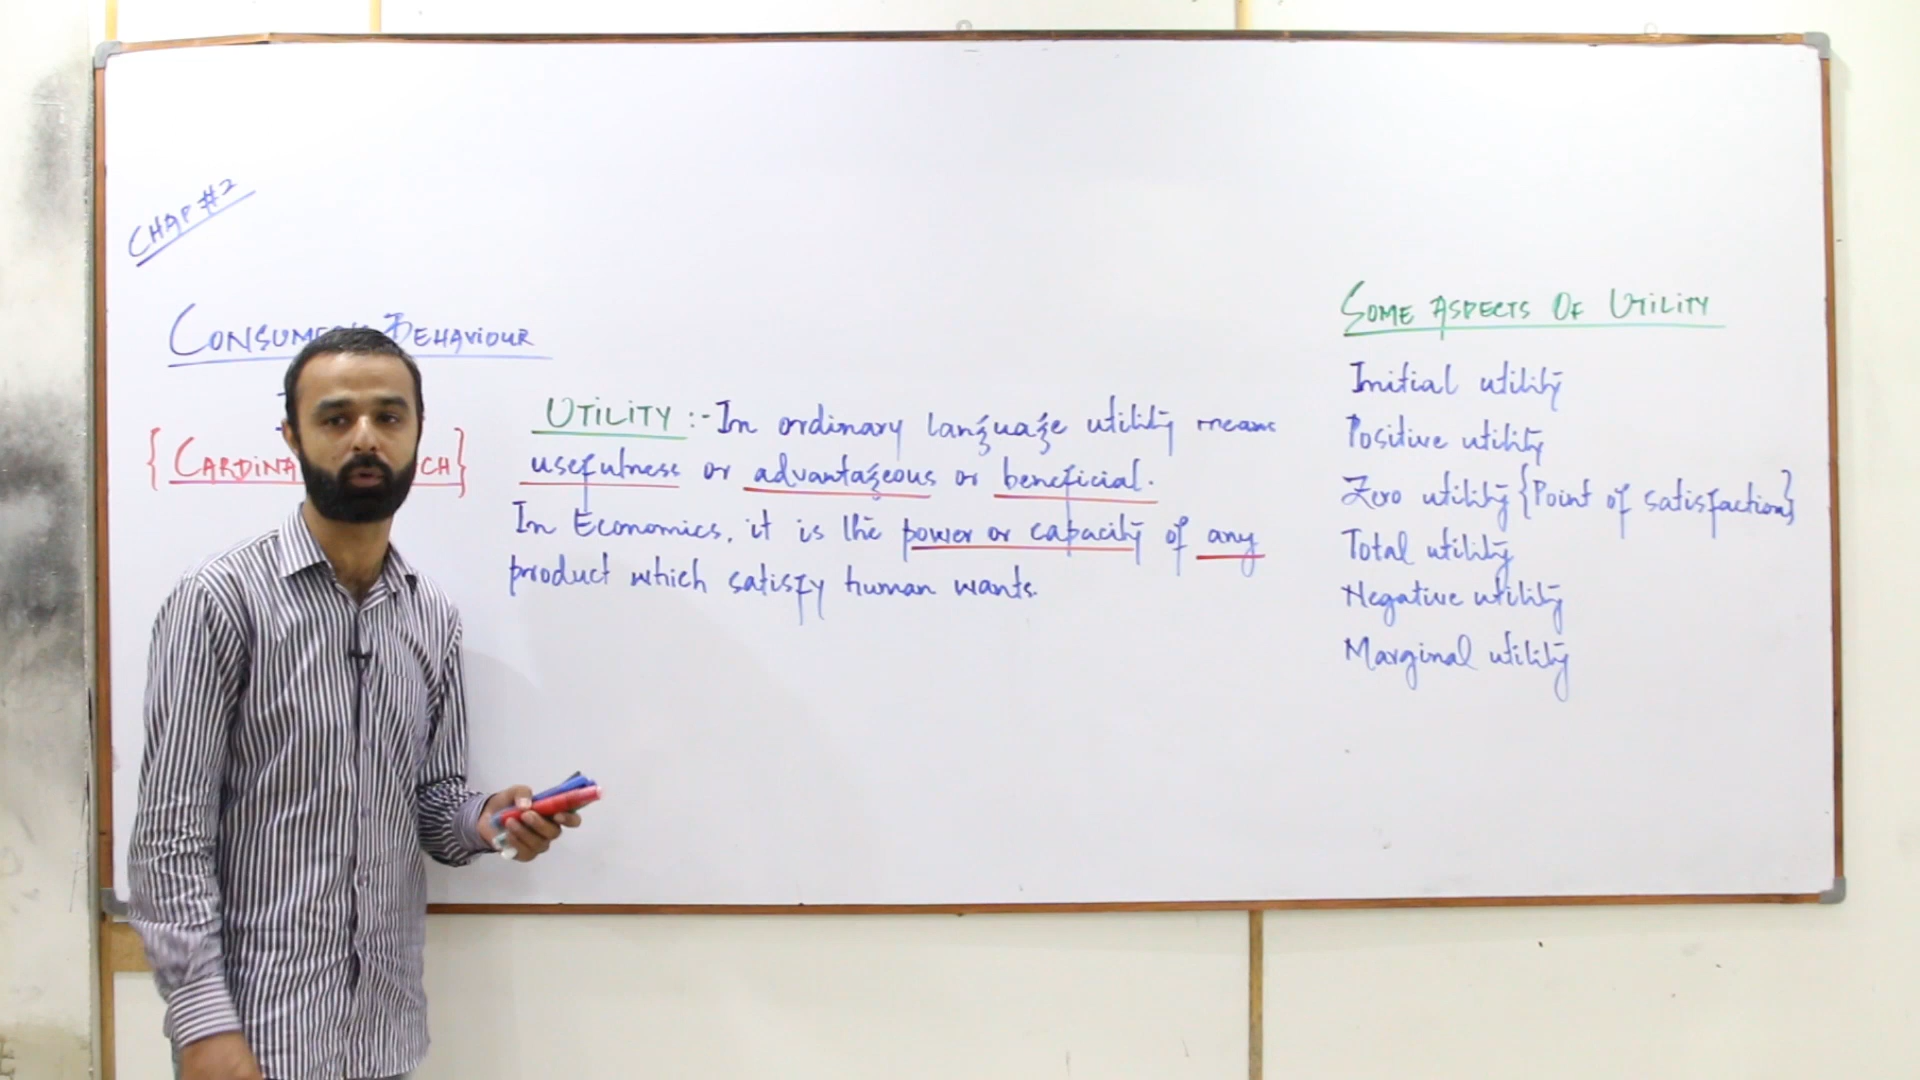 CHAP #2
CONSUMER BEHAVIOUR
{CARDINA CH}
UTILITY :- In ordinary language utility means
usefulness or advantageous or beneficial.
In Economics, it is the power or capacity of any
product which satisfy human wants.
SOME ASPECTS OF UTILITY
Initial utility
Positive utility
Zero utility {Point of satisfaction}
Total utility
Negative utility
Marginal utility